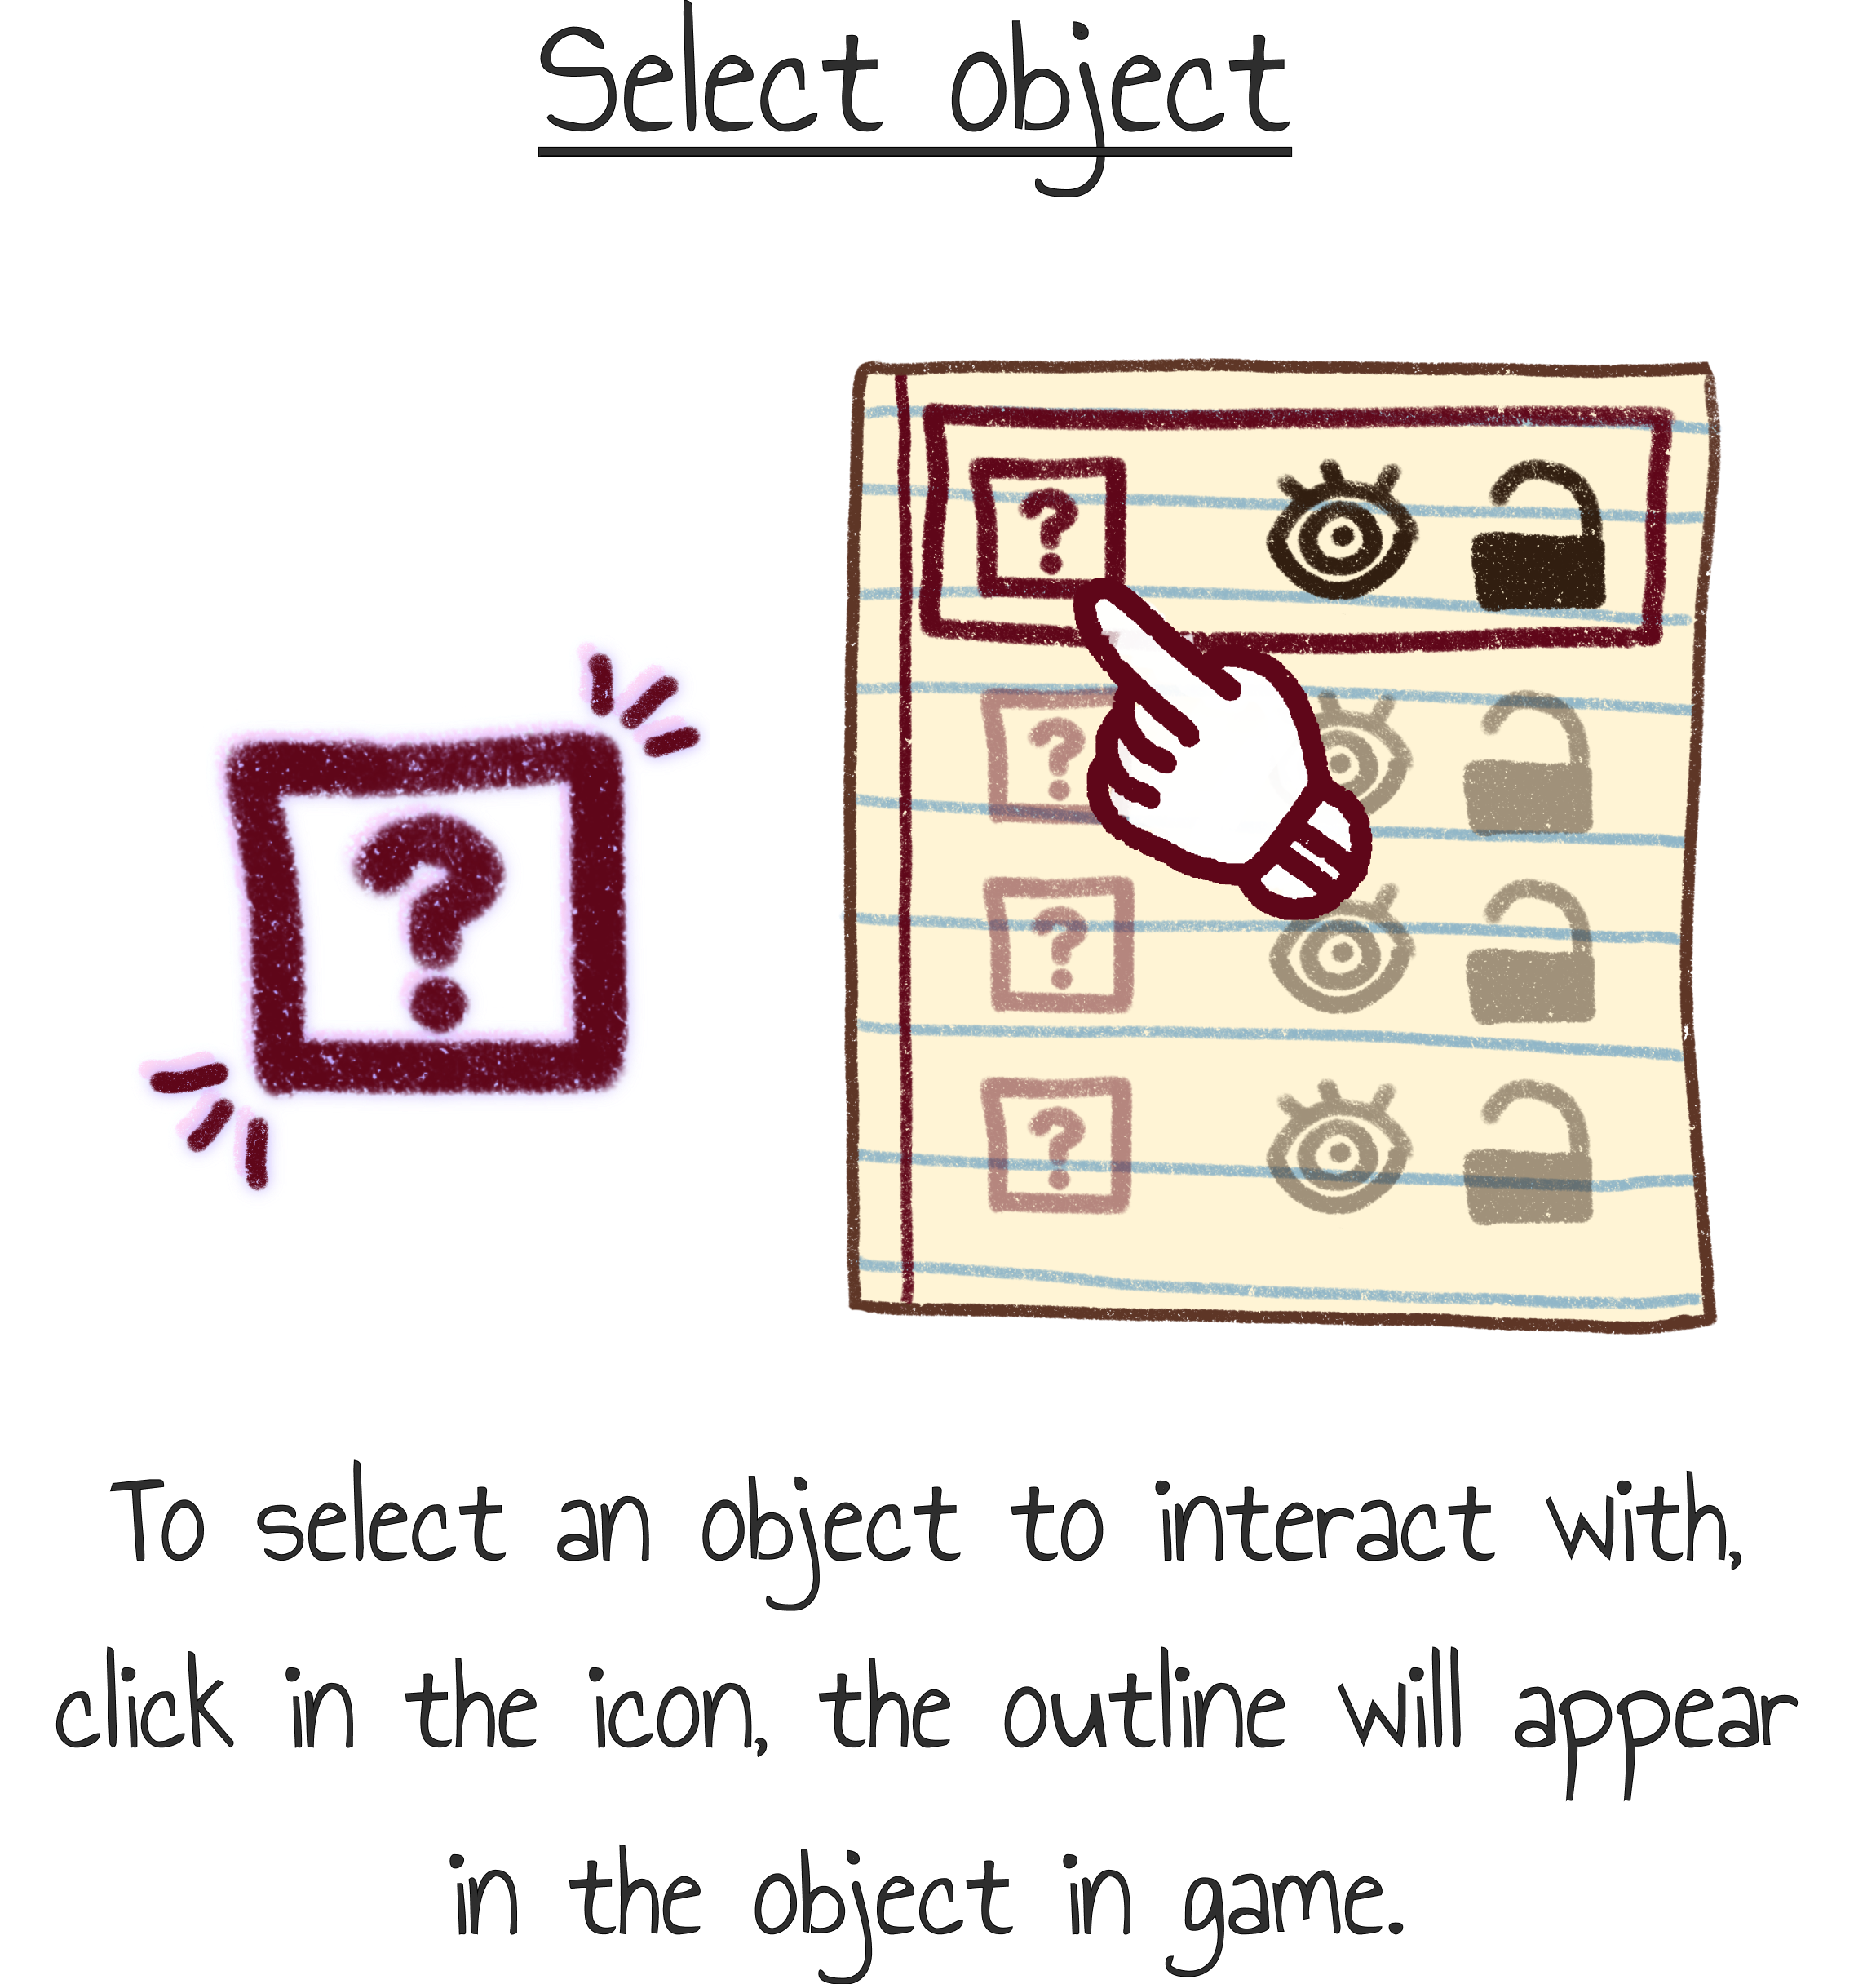 Select object
?
?
?
?
?
To select an object to interact with,
click in the icon, the outline will appear
in the object in game.